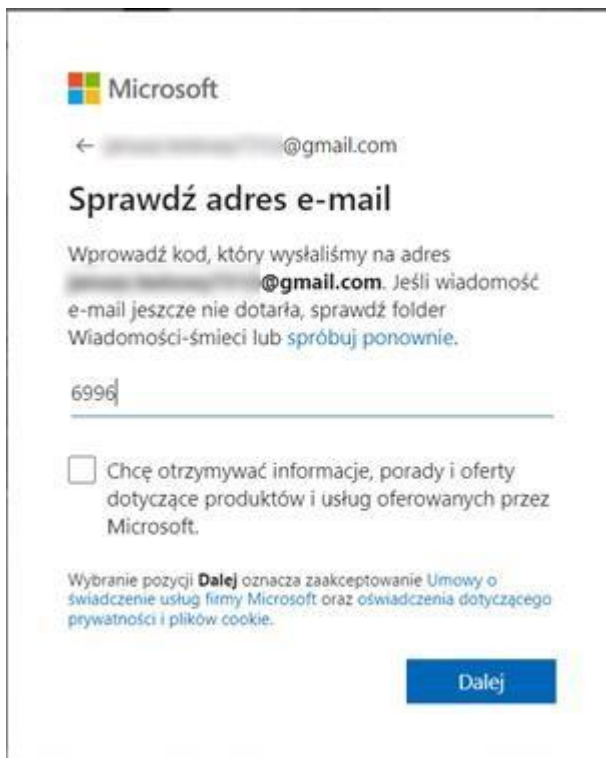 Microsoft
← @gmail.com
Sprawdź adres e-mail
Wprowadź kod, który wysłaliśmy na adres
@gmail.com. Jeśli wiadomość
e-mail jeszcze nie dotarła, sprawdź folder
Wiadomości-śmieci lub spróbuj ponownie.
6996
Chcę otrzymywać informacje, porady i oferty
dotyczące produktów i usług oferowanych przez
Microsoft.
Wybranie pozycji Dalej oznacza zaakceptowanie Umowy o
świadczenie usług firmy Microsoft oraz oświadczenia dotyczącego
prywatności i plików cookie.
Dalej